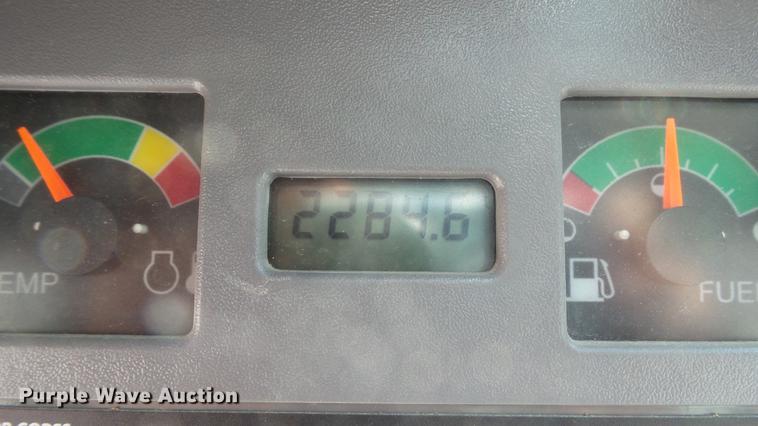 2284.6
EMP
FUE
Purple Wave Auction